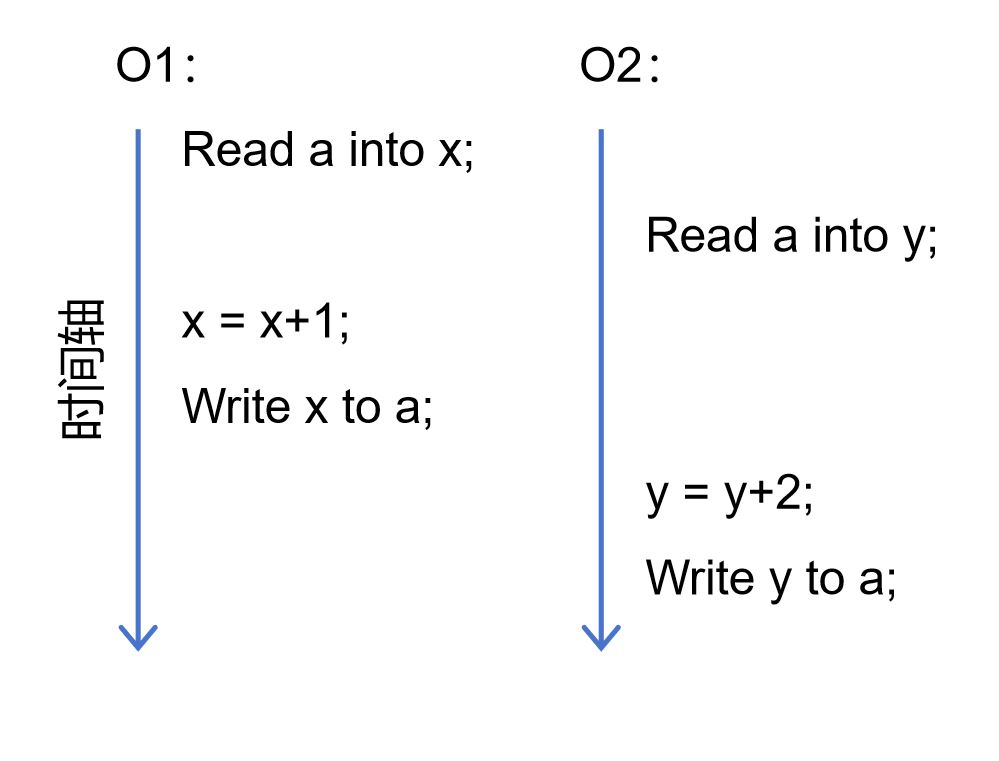 O1：
O2：
Read a into x;
Read a into y;
x = x+1;
Write x to a;
y = y+2;
Write y to a;
时间轴